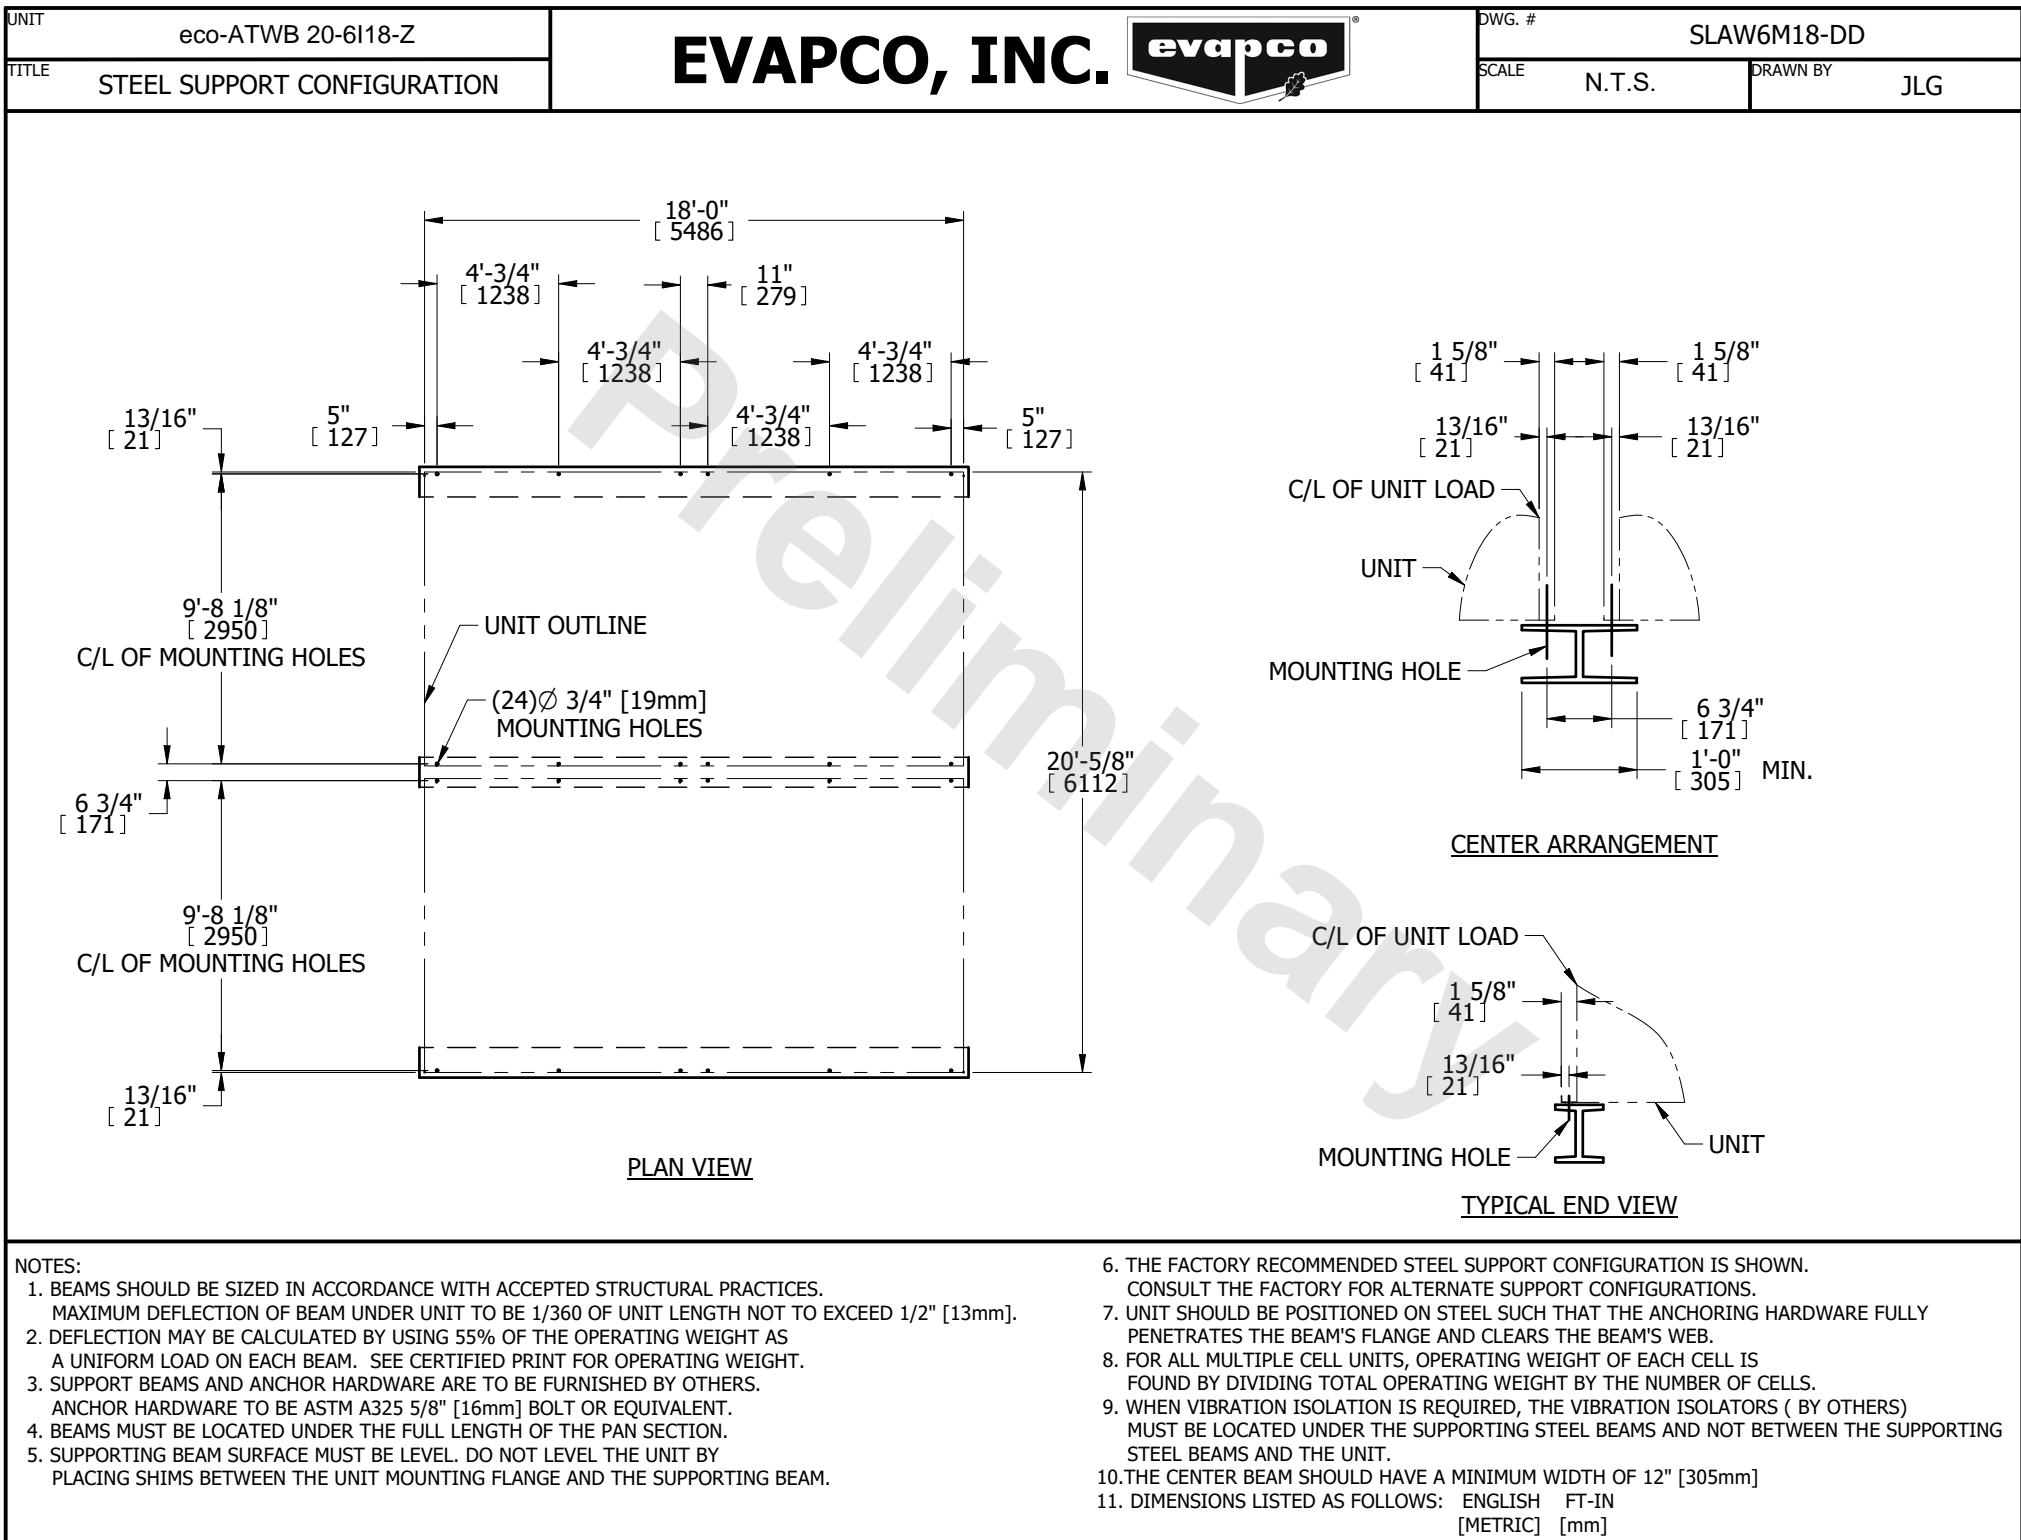 UNIT
eco-ATWB 20-6I18-Z
TITLE
STEEL SUPPORT CONFIGURATION
EVAPCO, INC.
evapco
®
DWG. #
SLAW6M18-DD
SCALE
N.T.S.
DRAWN BY
JLG
18'-0"
[ 5486 ]
4'-3/4"
[ 1238 ]
11"
[ 279 ]
4'-3/4"
[ 1238 ]
4'-3/4"
[ 1238 ]
13/16"
[ 21 ]
5"
[ 127 ]
4'-3/4"
[ 1238 ]
5"
[ 127 ]
9'-8 1/8"
[ 2950 ]
C/L OF MOUNTING HOLES
UNIT OUTLINE
(24)∅ 3/4" [19mm]
MOUNTING HOLES
6 3/4"
[ 171 ]
20'-5/8"
[ 6112 ]
9'-8 1/8"
[ 2950 ]
C/L OF MOUNTING HOLES
13/16"
[ 21 ]
PLAN VIEW
1 5/8"
[ 41 ]
1 5/8"
[ 41 ]
13/16"
[ 21 ]
13/16"
[ 21 ]
C/L OF UNIT LOAD
UNIT
MOUNTING HOLE
6 3/4"
[ 171 ]
1'-0"
[ 305 ]
MIN.
CENTER ARRANGEMENT
C/L OF UNIT LOAD
1 5/8"
[ 41 ]
13/16"
[ 21 ]
MOUNTING HOLE
UNIT
TYPICAL END VIEW
Preliminary
NOTES:
1. BEAMS SHOULD BE SIZED IN ACCORDANCE WITH ACCEPTED STRUCTURAL PRACTICES.
MAXIMUM DEFLECTION OF BEAM UNDER UNIT TO BE 1/360 OF UNIT LENGTH NOT TO EXCEED 1/2" [13mm].
2. DEFLECTION MAY BE CALCULATED BY USING 55% OF THE OPERATING WEIGHT AS
A UNIFORM LOAD ON EACH BEAM. SEE CERTIFIED PRINT FOR OPERATING WEIGHT.
3. SUPPORT BEAMS AND ANCHOR HARDWARE ARE TO BE FURNISHED BY OTHERS.
ANCHOR HARDWARE TO BE ASTM A325 5/8" [16mm] BOLT OR EQUIVALENT.
4. BEAMS MUST BE LOCATED UNDER THE FULL LENGTH OF THE PAN SECTION.
5. SUPPORTING BEAM SURFACE MUST BE LEVEL. DO NOT LEVEL THE UNIT BY
PLACING SHIMS BETWEEN THE UNIT MOUNTING FLANGE AND THE SUPPORTING BEAM.
6. THE FACTORY RECOMMENDED STEEL SUPPORT CONFIGURATION IS SHOWN.
CONSULT THE FACTORY FOR ALTERNATE SUPPORT CONFIGURATIONS.
7. UNIT SHOULD BE POSITIONED ON STEEL SUCH THAT THE ANCHORING HARDWARE FULLY
PENETRATES THE BEAM'S FLANGE AND CLEARS THE BEAM'S WEB.
8. FOR ALL MULTIPLE CELL UNITS, OPERATING WEIGHT OF EACH CELL IS
FOUND BY DIVIDING TOTAL OPERATING WEIGHT BY THE NUMBER OF CELLS.
9. WHEN VIBRATION ISOLATION IS REQUIRED, THE VIBRATION ISOLATORS ( BY OTHERS)
MUST BE LOCATED UNDER THE SUPPORTING STEEL BEAMS AND NOT BETWEEN THE SUPPORTING
STEEL BEAMS AND THE UNIT.
10.THE CENTER BEAM SHOULD HAVE A MINIMUM WIDTH OF 12" [305mm]
11. DIMENSIONS LISTED AS FOLLOWS: ENGLISH FT-IN
[METRIC] [mm]